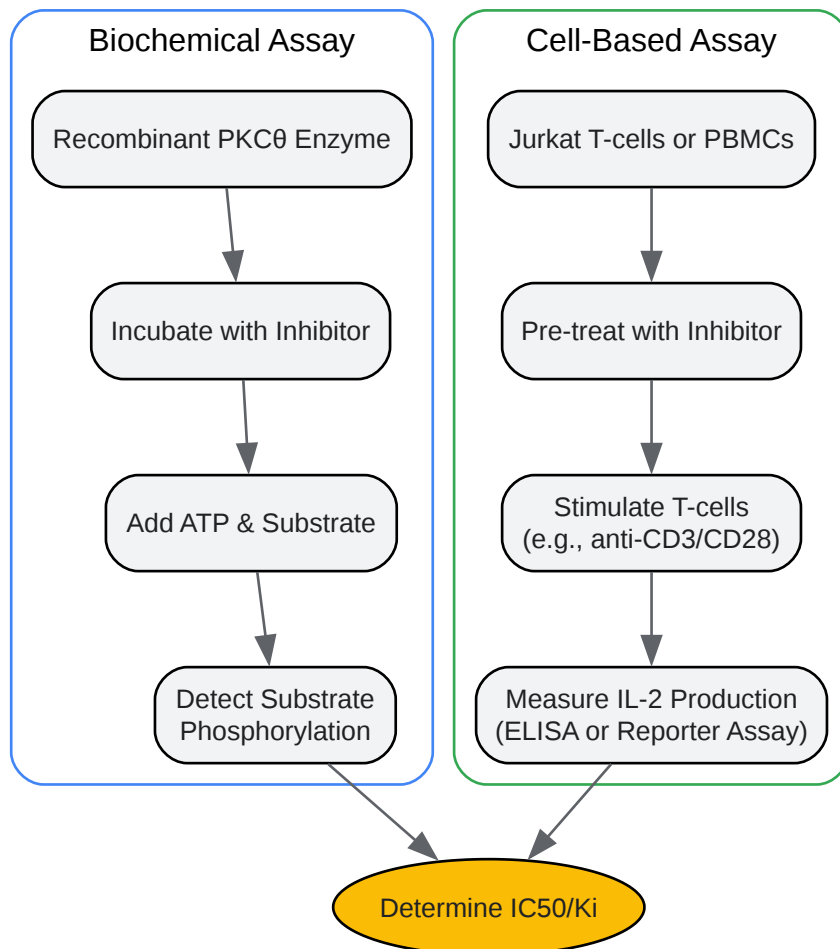 Biochemical Assay
Recombinant PKCθ Enzyme
Incubate with Inhibitor
Add ATP & Substrate
Detect Substrate
Phosphorylation
Cell-Based Assay
Jurkat T-cells or PBMCs
Pre-treat with Inhibitor
Stimulate T-cells
(e.g., anti-CD3/CD28)
Measure IL-2 Production
(ELISA or Reporter Assay)
Determine IC50/Ki